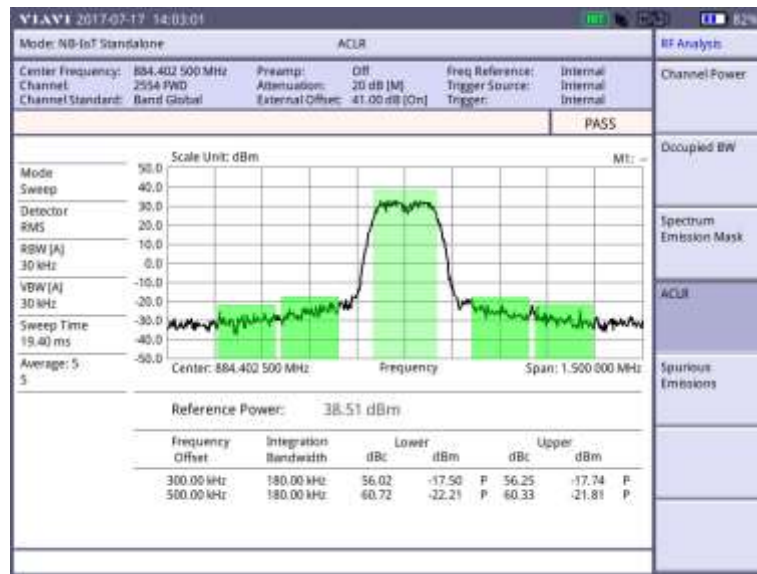 VIAVI 2017-07-17 14:03:01 INT 82%
Mode: NB-IoT Standalone ACLR RF Analysis
Center Frequency: 884.402 500 MHz Preamp: Off Freq Reference: Internal
Channel: 2554 FWD Attenuation: 20 dB [M] Trigger Source: Internal
Channel Standard: Band Global External Offset: 41.00 dB [On] Trigger: Internal
Channel Power
PASS
Occupied BW
Scale Unit: dBm M1: --
Mode
Sweep
Detector
RMS
RBW [A]
30 kHz
VBW [A]
30 kHz
Sweep Time
19.40 ms
Average: 5
5
50.0
40.0
30.0
20.0
10.0
0.0
-10.0
-20.0
-30.0
-40.0
-50.0
Center: 884.402 500 MHz Frequency Span: 1.500 000 MHz
Spectrum
Emission Mask
ACLR
Spurious
Emissions
Reference Power: 38.51 dBm
Frequency Integration Lower Upper
Offset Bandwidth dBc dBm dBc dBm
300.00 kHz 180.00 kHz 56.02 -17.50 P 56.25 -17.74 P
500.00 kHz 180.00 kHz 60.72 -22.21 P 60.33 -21.81 P